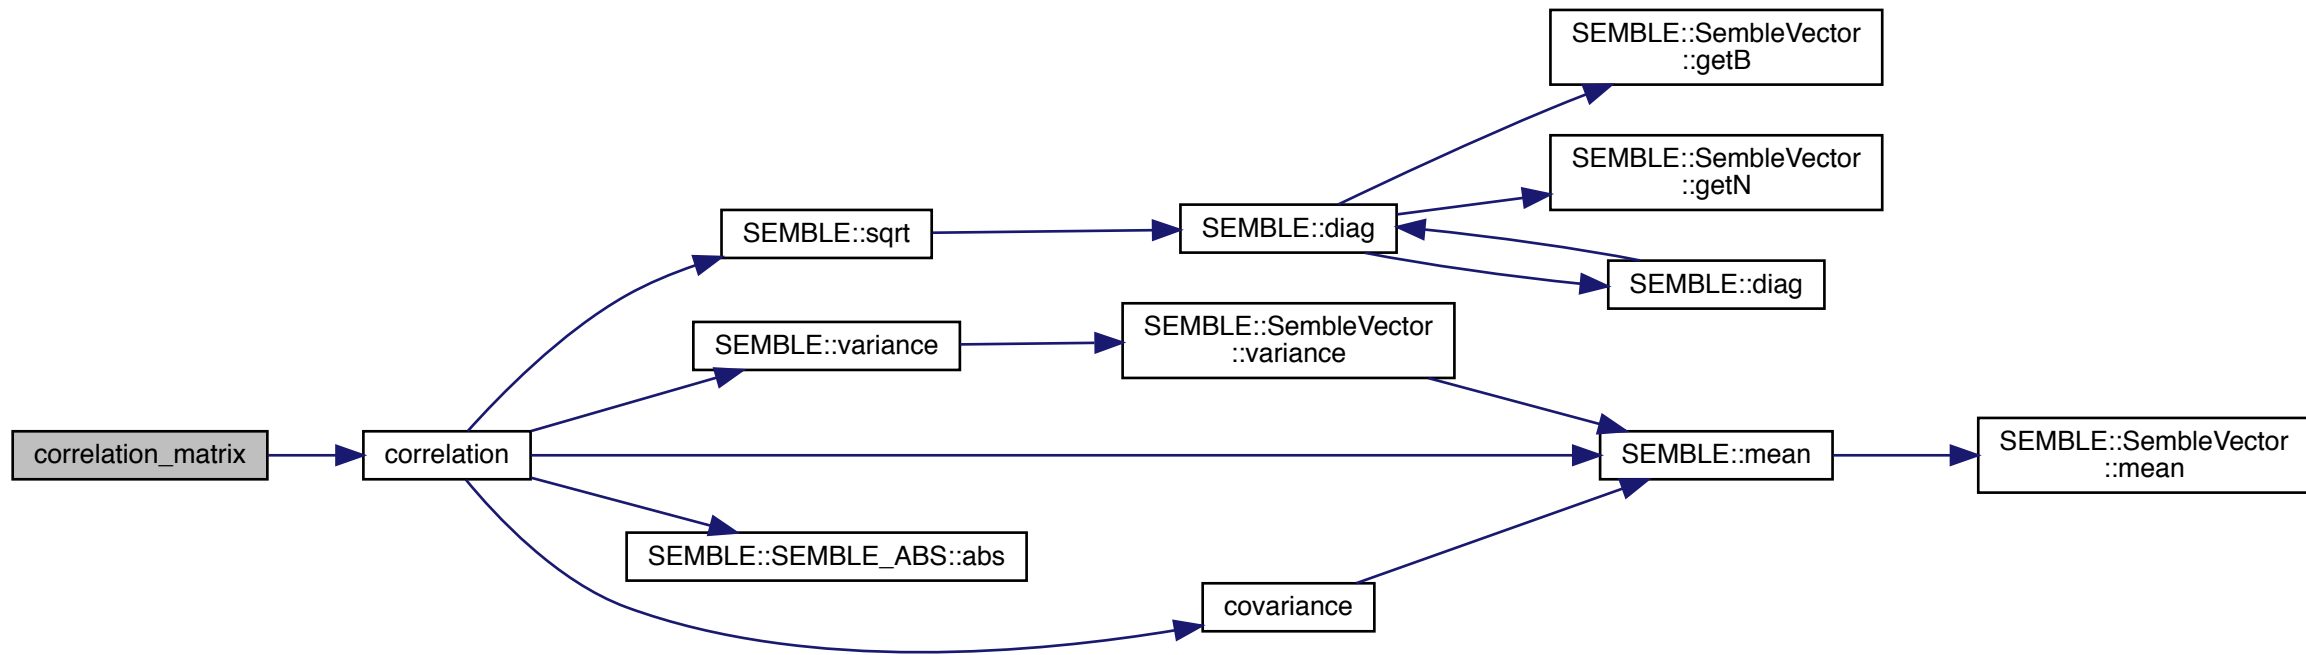 SEMBLE::SembleVector
::getB
SEMBLE::SembleVector
::getN
SEMBLE::sqrt
SEMBLE::diag
SEMBLE::diag
SEMBLE::variance
SEMBLE::SembleVector
::variance
correlation_matrix
correlation
SEMBLE::mean
SEMBLE::SembleVector
::mean
SEMBLE::SEMBLE_ABS::abs
covariance